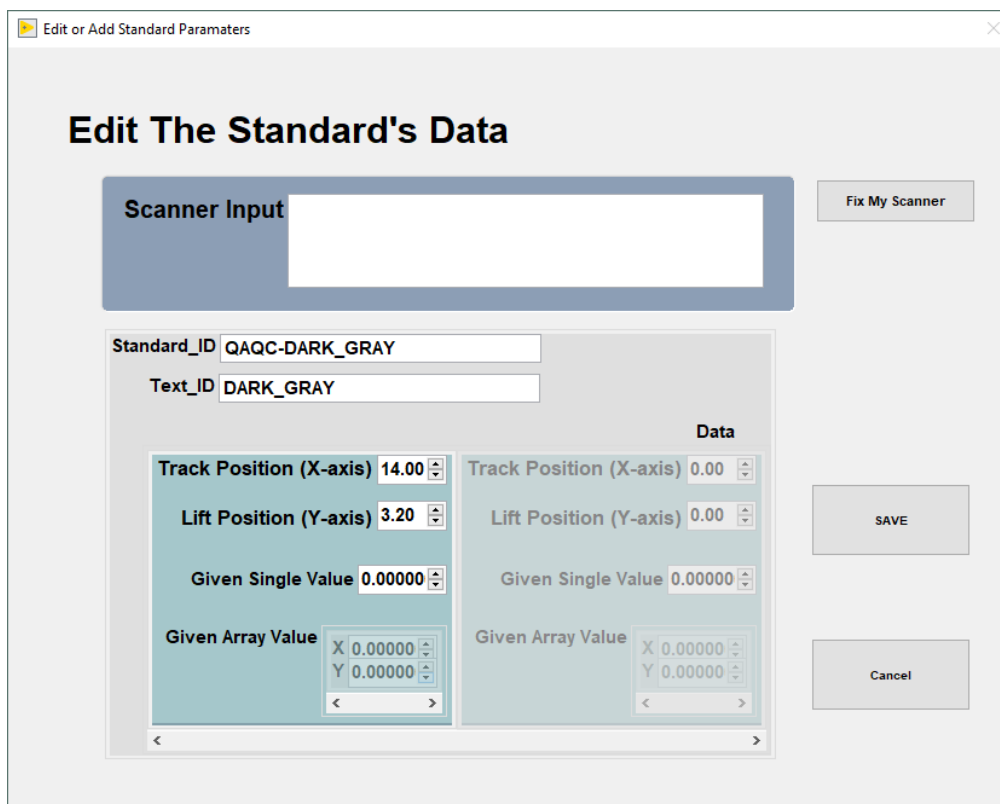 Edit or Add Standard Paramaters
Edit The Standard's Data
Scanner Input
Fix My Scanner
Standard_ID QAQC-DARK_GRAY
Text_ID DARK_GRAY
Data
Track Position (X-axis) 14.00 Track Position (X-axis) 0.00
Lift Position (Y-axis) 3.20 Lift Position (Y-axis) 0.00
SAVE
Given Single Value 0.00000 Given Single Value 0.00000
Given Array Value X 0.00000 Given Array Value X 0.00000
Y 0.00000 Y 0.00000
Cancel